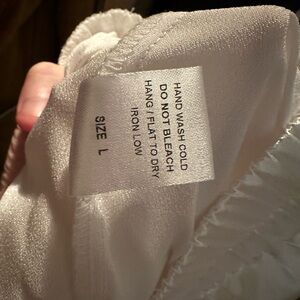 HAND WASH COLD
DO NOT BLEACH
HANG / FLAT TO DRY
IRON LOW
SIZE L